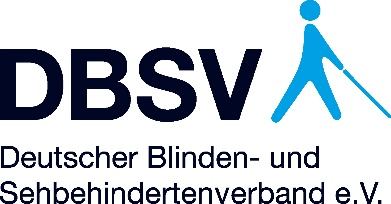 DBSV
Deutscher Blinden- und
Sehbehindertenverband e.V.